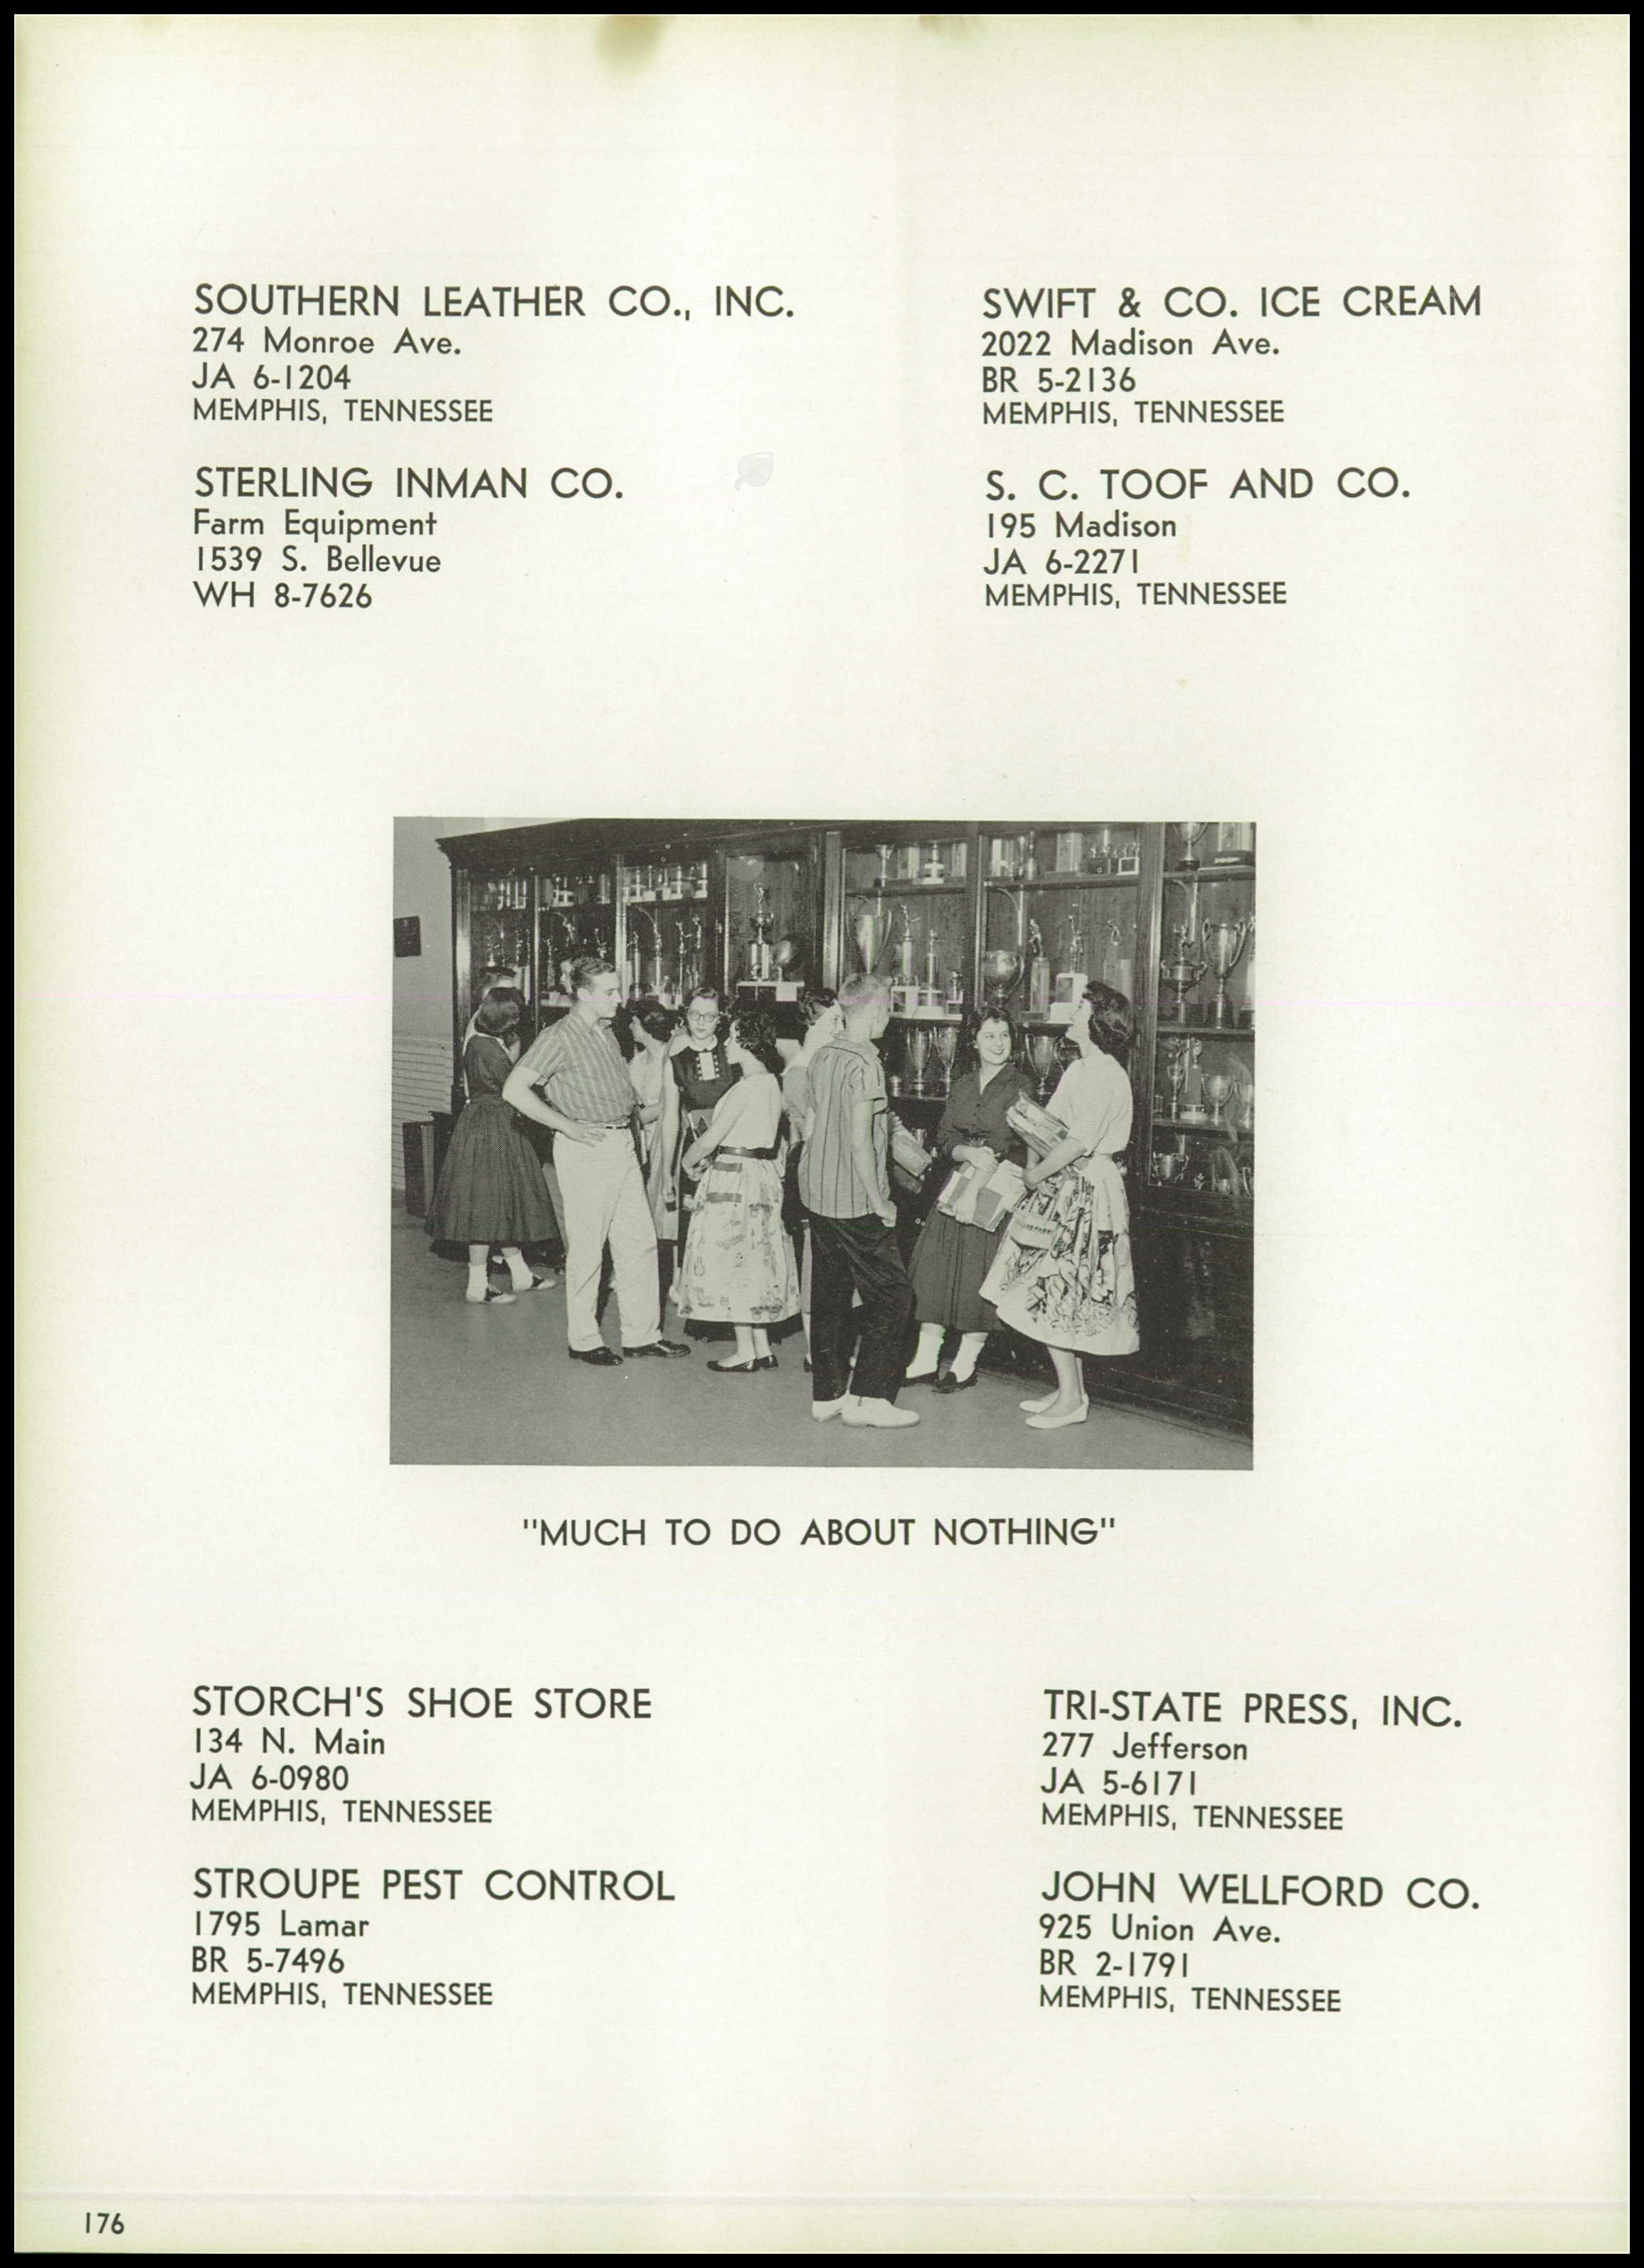 SOUTHERN LEATHER CO., INC.
274 Monroe Ave.
JA 6-1204
MEMPHIS, TENNESSEE
STERLING INMAN CO.
Farm Equipment
1539 S. Bellevue
WH 8-7626
SWIFT & CO. ICE CREAM
2022 Madison Ave.
BR 5-2136
MEMPHIS, TENNESSEE
S. C. TOOF AND CO.
195 Madison
JA 6-2271
MEMPHIS, TENNESSEE
"MUCH TO DO ABOUT NOTHING"
STORCH'S SHOE STORE
134 N. Main
JA 6-0980
MEMPHIS, TENNESSEE
STROUPE PEST CONTROL
1795 Lamar
BR 5-7496
MEMPHIS, TENNESSEE
TRI-STATE PRESS, INC.
277 Jefferson
JA 5-6171
MEMPHIS, TENNESSEE
JOHN WELLFORD CO.
925 Union Ave.
BR 2-1791
MEMPHIS, TENNESSEE
176